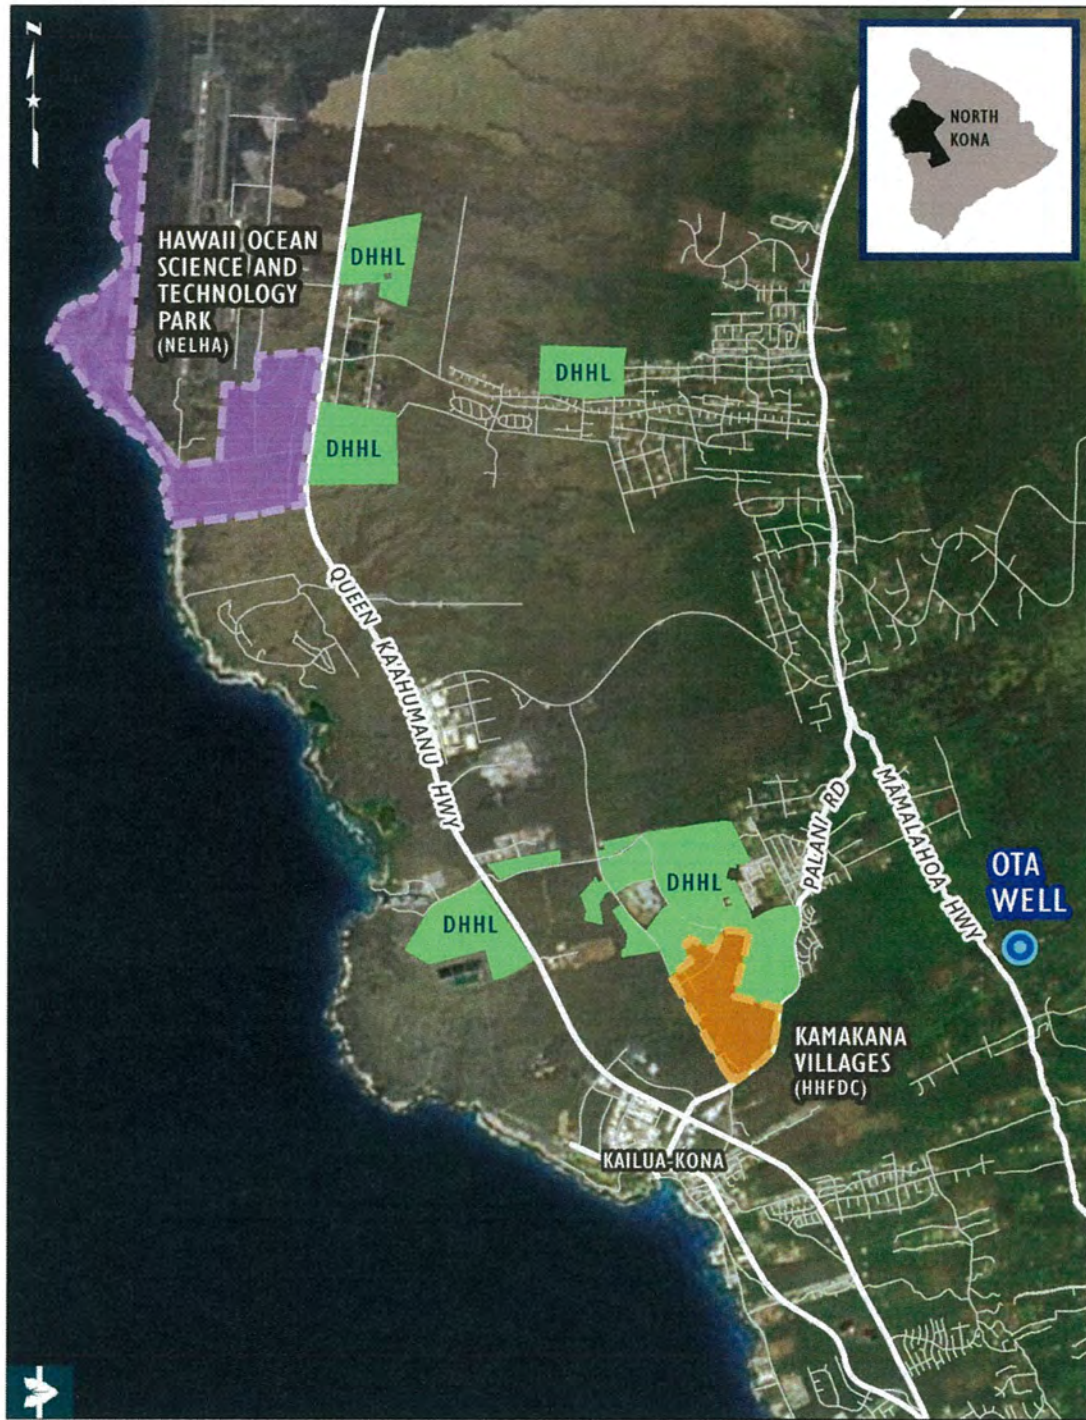 N
NORTH
KONA
HAWAII OCEAN
SCIENCE AND
TECHNOLOGY
PARK
(NELHA)
DHHL
DHHL
DHHL
QUEEN KA'AHUMANU HWY
PALANI RD
MĀMALAHOA HWY
OTA
WELL
DHHL
DHHL
KAMAKANA
VILLAGES
(HHFDC)
KAILUA-KONA